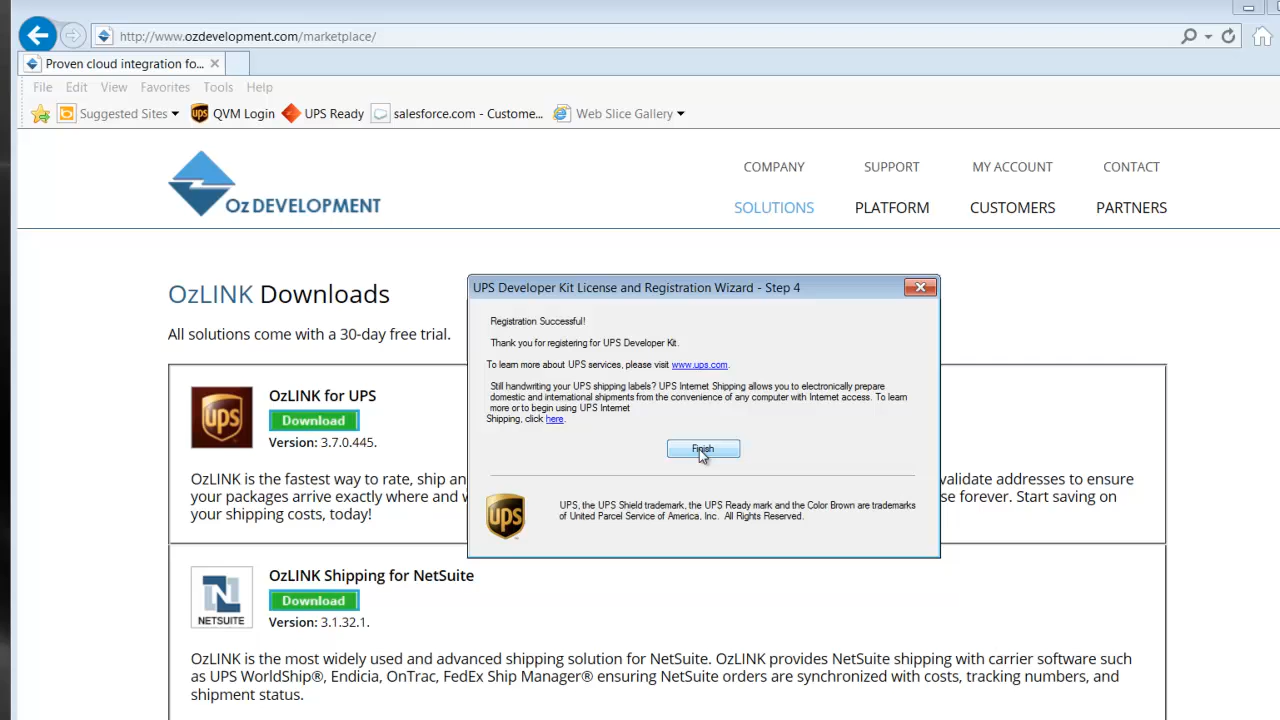 http://www.ozdevelopment.com/marketplace/
Proven cloud integration fo...
File Edit View Favorites Tools Help
Suggested Sites QVM Login UPS Ready salesforce.com - Custome... Web Slice Gallery
COMPANY SUPPORT MY ACCOUNT CONTACT
Oz DEVELOPMENT
SOLUTIONS PLATFORM CUSTOMERS PARTNERS
OzLINK Downloads
All solutions come with a 30-day free trial.
UPS Developer Kit License and Registration Wizard - Step 4
Registration Successful!
Thank you for registering for UPS Developer Kit.
To learn more about UPS services, please visit www.ups.com.
Still handwriting your UPS shipping labels? UPS Internet Shipping allows you to electronically prepare
domestic and international shipments from the convenience of any computer with Internet access. To learn
more or to begin using UPS Internet
Shipping, click here.
Finish
ups
UPS, the UPS Shield trademark, the UPS Ready mark and the Color Brown are trademarks
of United Parcel Service of America, Inc. All Rights Reserved.
ups
OzLINK for UPS
Download
Version: 3.7.0.445.
OzLINK is the fastest way to rate, ship an
validate addresses to ensure
your packages arrive exactly where and w
se forever. Start saving on
your shipping costs, today!
NETSUITE
OzLINK Shipping for NetSuite
Download
Version: 3.1.32.1.
OzLINK is the most widely used and advanced shipping solution for NetSuite. OzLINK provides NetSuite shipping with carrier software such
as UPS WorldShip®, Endicia, OnTrac, FedEx Ship Manager® ensuring NetSuite orders are synchronized with costs, tracking numbers, and
shipment status.